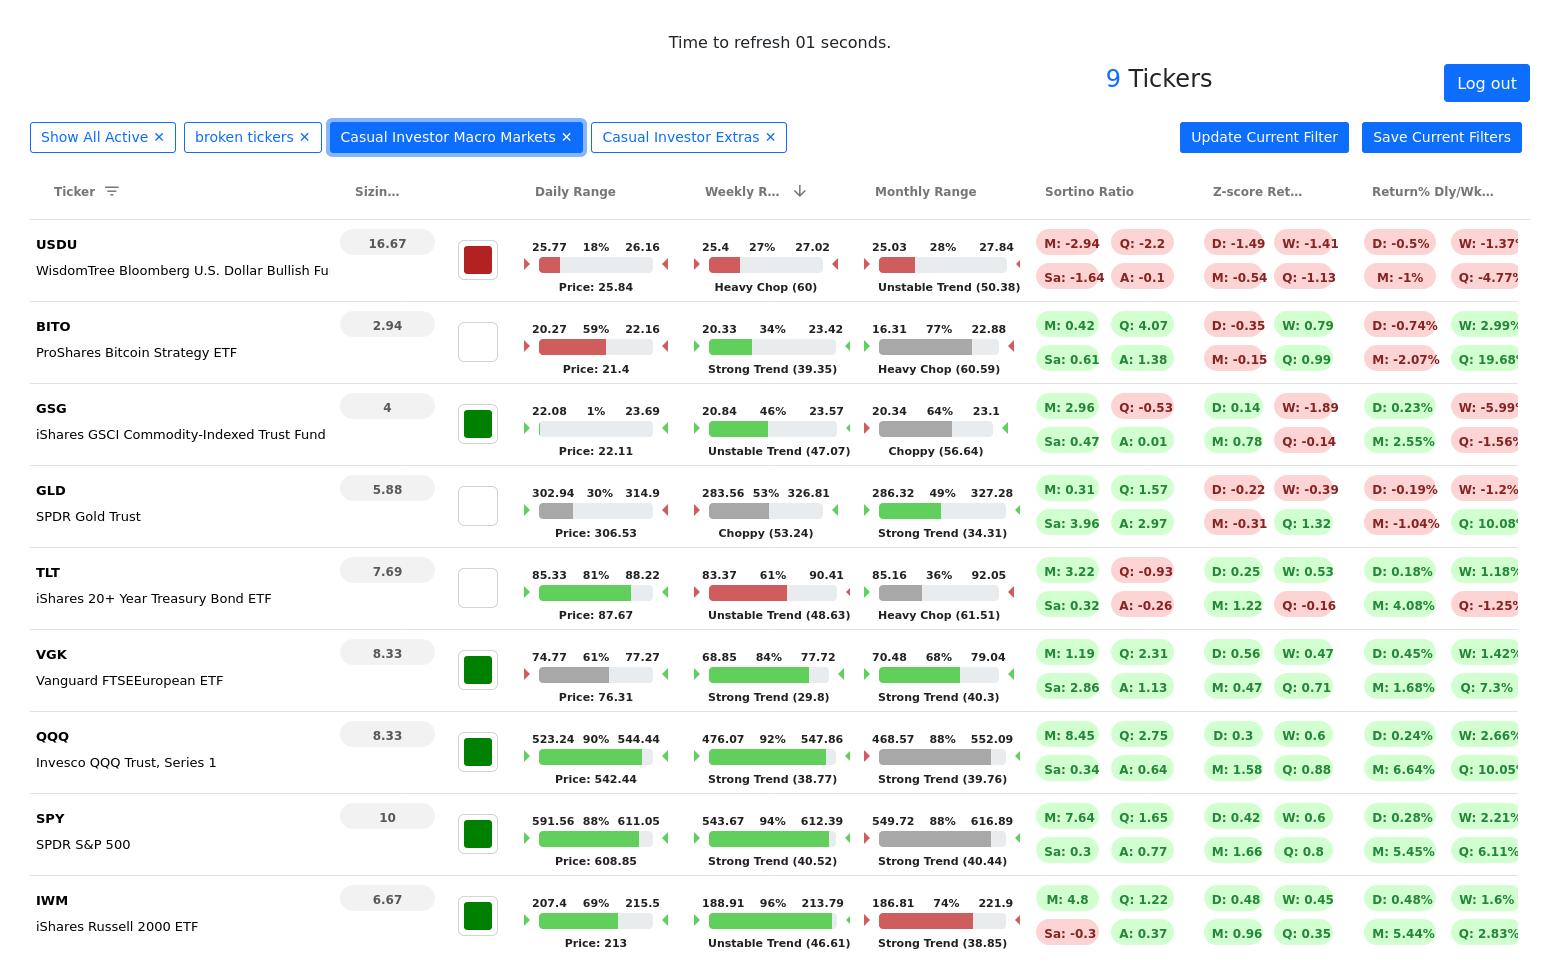 Time to refresh 01 seconds.
9 Tickers
Log out
Show All Active ✕ broken tickers ✕ Casual Investor Macro Markets ✕ Casual Investor Extras ✕ Update Current Filter Save Current Filters
Ticker Sizin… Daily Range Weekly R… Monthly Range Sortino Ratio Z-score Ret… Return% Dly/Wk…
USDU 16.67 M: -2.94 Q: -2.2 D: -1.49 W: -1.41 D: -0.5% W: -1.37%
25.77 18% 26.16 25.4 27% 27.02 25.03 28% 27.84
WisdomTree Bloomberg U.S. Dollar Bullish Fu Sa: -1.64 A: -0.1 M: -0.54 Q: -1.13 M: -1% Q: -4.77%
Price: 25.84 Heavy Chop (60) Unstable Trend (50.38)
BITO 2.94 M: 0.42 Q: 4.07 D: -0.35 W: 0.79 D: -0.74% W: 2.99%
20.27 59% 22.16 20.33 34% 23.42 16.31 77% 22.88
ProShares Bitcoin Strategy ETF Sa: 0.61 A: 1.38 M: -0.15 Q: 0.99 M: -2.07% Q: 19.68%
Price: 21.4 Strong Trend (39.35) Heavy Chop (60.59)
GSG 4 M: 2.96 Q: -0.53 D: 0.14 W: -1.89 D: 0.23% W: -5.99%
22.08 1% 23.69 20.84 46% 23.57 20.34 64% 23.1
iShares GSCI Commodity-Indexed Trust Fund Sa: 0.47 A: 0.01 M: 0.78 Q: -0.14 M: 2.55% Q: -1.56%
Price: 22.11 Unstable Trend (47.07) Choppy (56.64)
GLD 5.88 M: 0.31 Q: 1.57 D: -0.22 W: -0.39 D: -0.19% W: -1.2%
302.94 30% 314.9 283.56 53% 326.81 286.32 49% 327.28
SPDR Gold Trust Sa: 3.96 A: 2.97 M: -0.31 Q: 1.32 M: -1.04% Q: 10.08%
Price: 306.53 Choppy (53.24) Strong Trend (34.31)
TLT 7.69 M: 3.22 Q: -0.93 D: 0.25 W: 0.53 D: 0.18% W: 1.18%
85.33 81% 88.22 83.37 61% 90.41 85.16 36% 92.05
iShares 20+ Year Treasury Bond ETF Sa: 0.32 A: -0.26 M: 1.22 Q: -0.16 M: 4.08% Q: -1.25%
Price: 87.67 Unstable Trend (48.63) Heavy Chop (61.51)
VGK 8.33 M: 1.19 Q: 2.31 D: 0.56 W: 0.47 D: 0.45% W: 1.42%
74.77 61% 77.27 68.85 84% 77.72 70.48 68% 79.04
Vanguard FTSEEuropean ETF Sa: 2.86 A: 1.13 M: 0.47 Q: 0.71 M: 1.68% Q: 7.3%
Price: 76.31 Strong Trend (29.8) Strong Trend (40.3)
QQQ 8.33 M: 8.45 Q: 2.75 D: 0.3 W: 0.6 D: 0.24% W: 2.66%
523.24 90% 544.44 476.07 92% 547.86 468.57 88% 552.09
Invesco QQQ Trust, Series 1 Sa: 0.34 A: 0.64 M: 1.58 Q: 0.88 M: 6.64% Q: 10.05%
Price: 542.44 Strong Trend (38.77) Strong Trend (39.76)
SPY 10 M: 7.64 Q: 1.65 D: 0.42 W: 0.6 D: 0.28% W: 2.21%
591.56 88% 611.05 543.67 94% 612.39 549.72 88% 616.89
SPDR S&P 500 Sa: 0.3 A: 0.77 M: 1.66 Q: 0.8 M: 5.45% Q: 6.11%
Price: 608.85 Strong Trend (40.52) Strong Trend (40.44)
IWM 6.67 M: 4.8 Q: 1.22 D: 0.48 W: 0.45 D: 0.48% W: 1.6%
207.4 69% 215.5 188.91 96% 213.79 186.81 74% 221.9
iShares Russell 2000 ETF Sa: -0.3 A: 0.37 M: 0.96 Q: 0.35 M: 5.44% Q: 2.83%
Price: 213 Unstable Trend (46.61) Strong Trend (38.85)